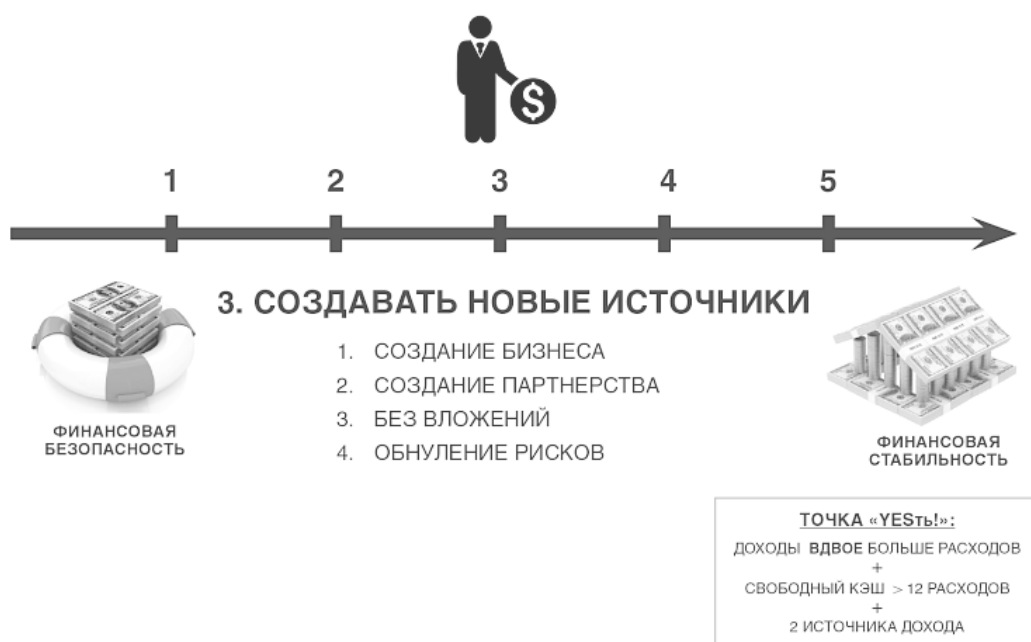 $
1 2 3 4 5
3. СОЗДАВАТЬ НОВЫЕ ИСТОЧНИКИ
1. СОЗДАНИЕ БИЗНЕСА
2. СОЗДАНИЕ ПАРТНЕРСТВА
3. БЕЗ ВЛОЖЕНИЙ
4. ОБНУЛЕНИЕ РИСКОВ
ФИНАНСОВАЯ
БЕЗОПАСНОСТЬ
ФИНАНСОВАЯ
СТАБИЛЬНОСТЬ
ТОЧКА «YESть!»:
ДОХОДЫ ВДВОЕ БОЛЬШЕ РАСХОДОВ
+
СВОБОДНЫЙ КЭШ > 12 РАСХОДОВ
+
2 ИСТОЧНИКА ДОХОДА